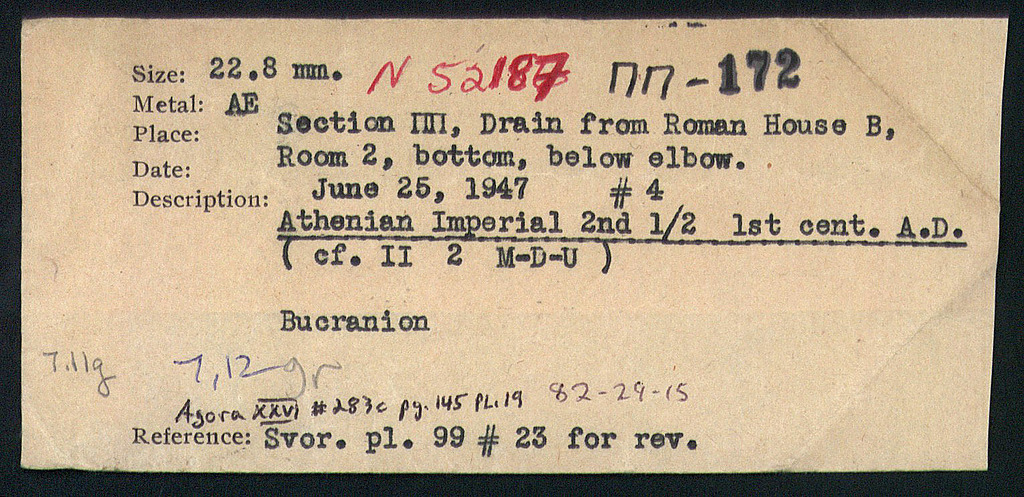 Size: 22.8 mm. N 52187 ΠΠ-172
Metal: AE
Place: Section ΠΠ, Drain from Roman House B,
Room 2, bottom, below elbow.
Date: June 25, 1947 # 4
Description: Athenian Imperial 2nd 1/2 1st cent. A.D.
( cf. II 2 M-D-U )
Bucranion
7.11g 7,12 gr
Agora XXVI #283c pg. 145 PL. 19 82-29-15
Reference: Svor. pl. 99 # 23 for rev.